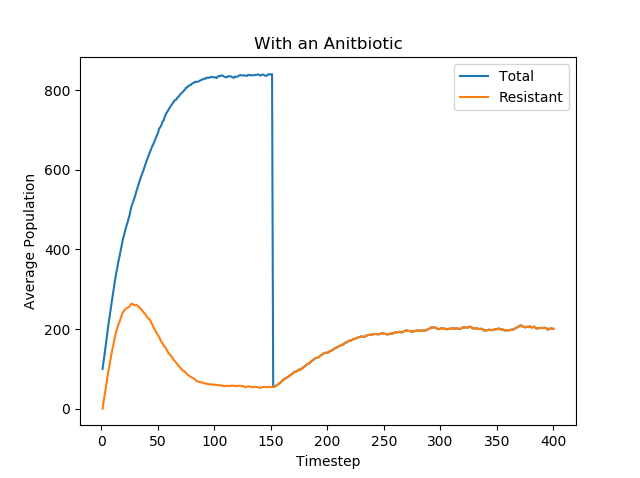 With an Anitbiotic
Total
Resistant
Average Population
800
600
400
200
0
0 50 100 150 200 250 300 350 400
Timestep